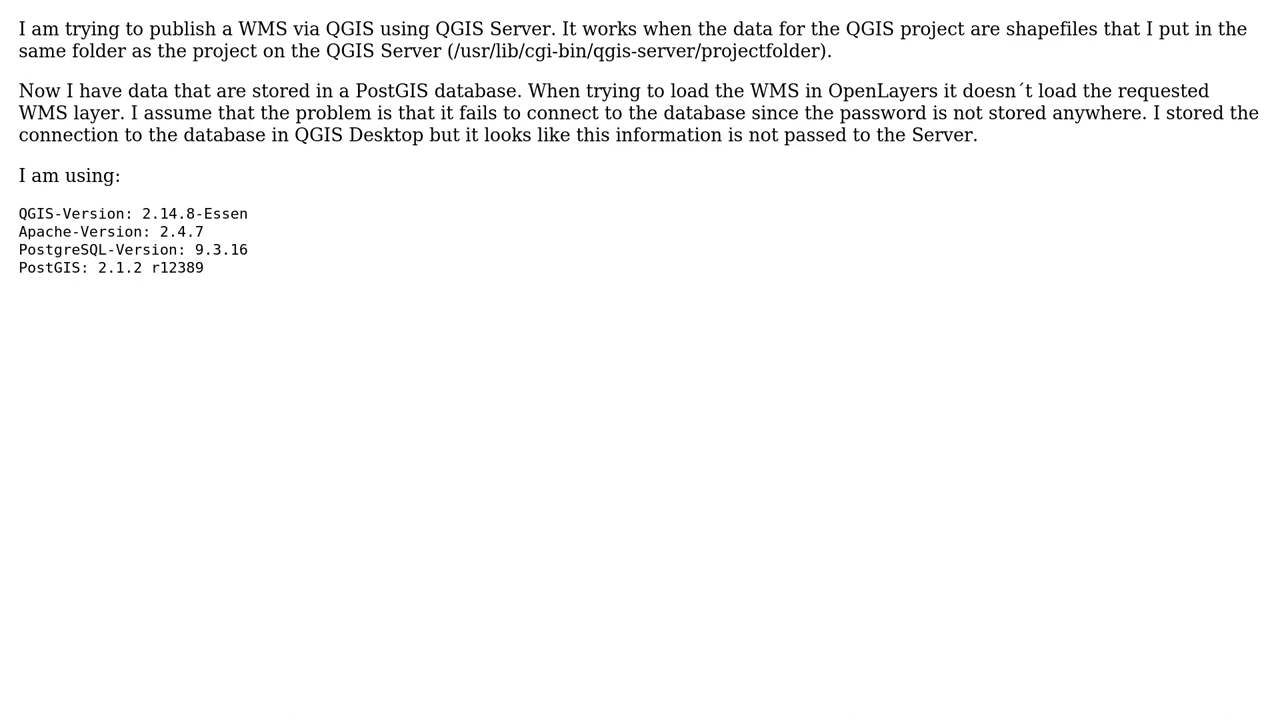 I am trying to publish a WMS via QGIS using QGIS Server. It works when the data for the QGIS project are shapefiles that I put in the
same folder as the project on the QGIS Server (/usr/lib/cgi-bin/qgis-server/projectfolder).
Now I have data that are stored in a PostGIS database. When trying to load the WMS in OpenLayers it doesn´t load the requested
WMS layer. I assume that the problem is that it fails to connect to the database since the password is not stored anywhere. I stored the
connection to the database in QGIS Desktop but it looks like this information is not passed to the Server.
I am using:
QGIS-Version: 2.14.8-Essen
Apache-Version: 2.4.7
PostgreSQL-Version: 9.3.16
PostGIS: 2.1.2 r12389